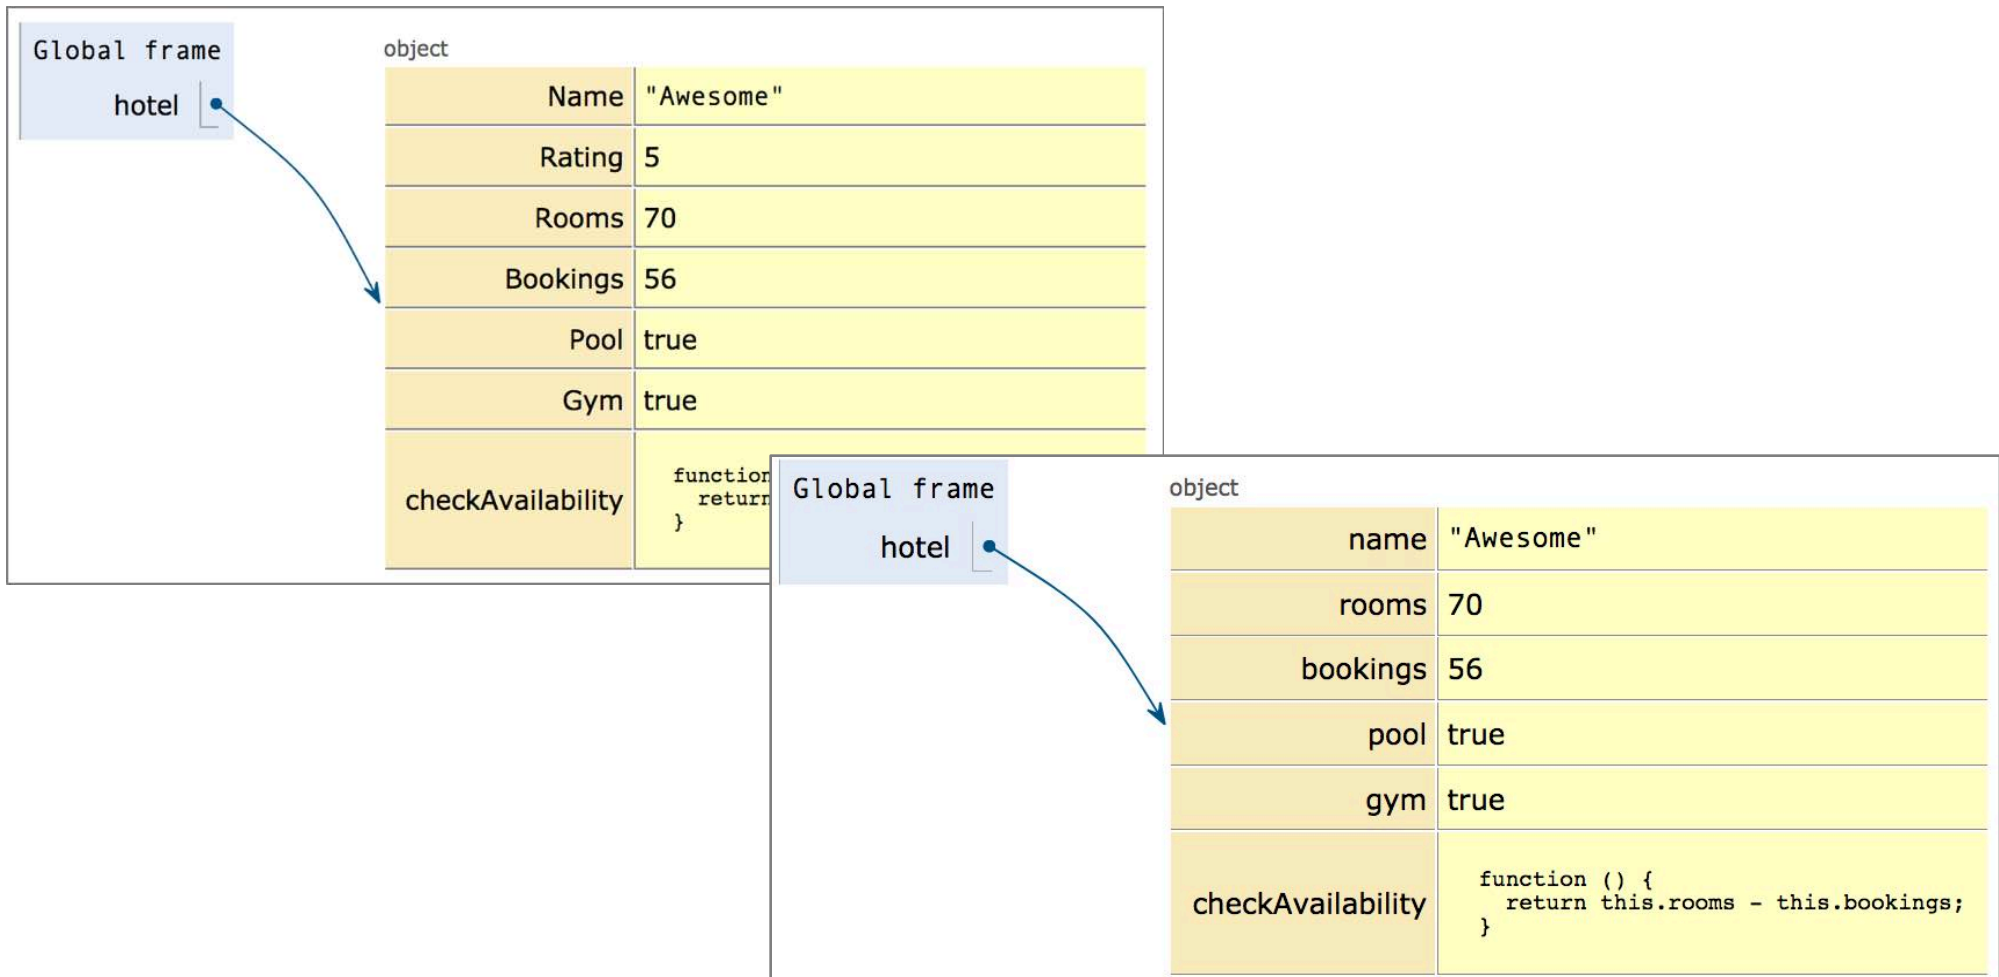 Global frame
hotel
object
Name "Awesome"
Rating 5
Rooms 70
Bookings 56
Pool true
Gym true
checkAvailability
function
return
}
Global frame
hotel
object
name "Awesome"
rooms 70
bookings 56
pool true
gym true
checkAvailability
function () {
return this.rooms - this.bookings;
}